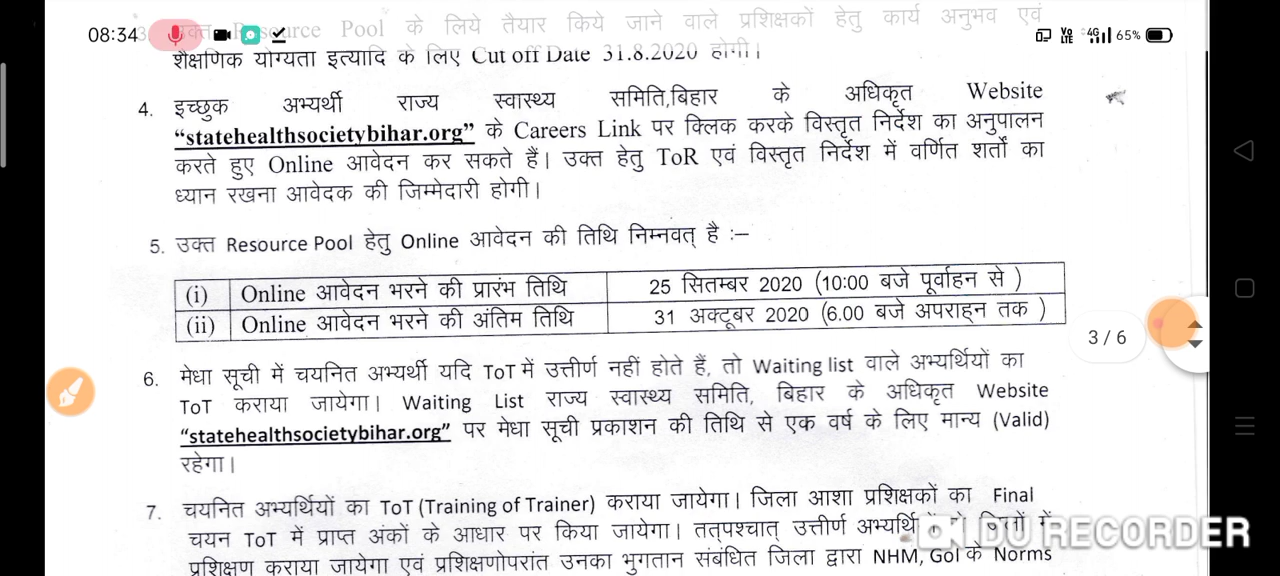 08:34
Vo LTE 4G 65%
3. उक्त Resource Pool के लिये तैयार किये जाने वाले प्रशिक्षकों हेतु कार्य अनुभव एवं
शैक्षणिक योग्यता इत्यादि के लिए Cut off Date 31.8.2020 होगी।
4. इच्छुक अभ्यर्थी राज्य स्वास्थ्य समिति,बिहार के अधिकृत Website
“statehealthsocietybihar.org” के Careers Link पर क्लिक करके विस्तृत निर्देश का अनुपालन
करते हुए Online आवेदन कर सकते हैं। उक्त हेतु ToR एवं विस्तृत निर्देश में वर्णित शर्तों का
ध्यान रखना आवेदक की जिम्मेदारी होगी।
5. उक्त Resource Pool हेतु Online आवेदन की तिथि निम्नवत् है :–
(i) Online आवेदन भरने की प्रारंभ तिथि 25 सितम्बर 2020 (10:00 बजे पूर्वाहन से )
(ii) Online आवेदन भरने की अंतिम तिथि 31 अक्टूबर 2020 (6.00 बजे अपराह्न तक )
3 / 6
6. मेधा सूची में चयनित अभ्यर्थी यदि ToT में उत्तीर्ण नहीं होते हैं, तो Waiting list वाले अभ्यर्थियों का
ToT कराया जायेगा। Waiting List राज्य स्वास्थ्य समिति, बिहार के अधिकृत Website
“statehealthsocietybihar.org” पर मेधा सूची प्रकाशन की तिथि से एक वर्ष के लिए मान्य (Valid)
रहेगा।
7. चयनित अभ्यर्थियों का ToT (Training of Trainer) कराया जायेगा। जिला आशा प्रशिक्षकों का Final
चयन ToT में प्राप्त अंकों के आधार पर किया जायेगा। तत्पश्चात् उत्तीर्ण
DU RECORDER
प्रशिक्षण कराया जायेगा एवं प्रशिक्षणोपरांत उनका भुगतान संबंधित जिला द्वारा NHM, GoI के Norms